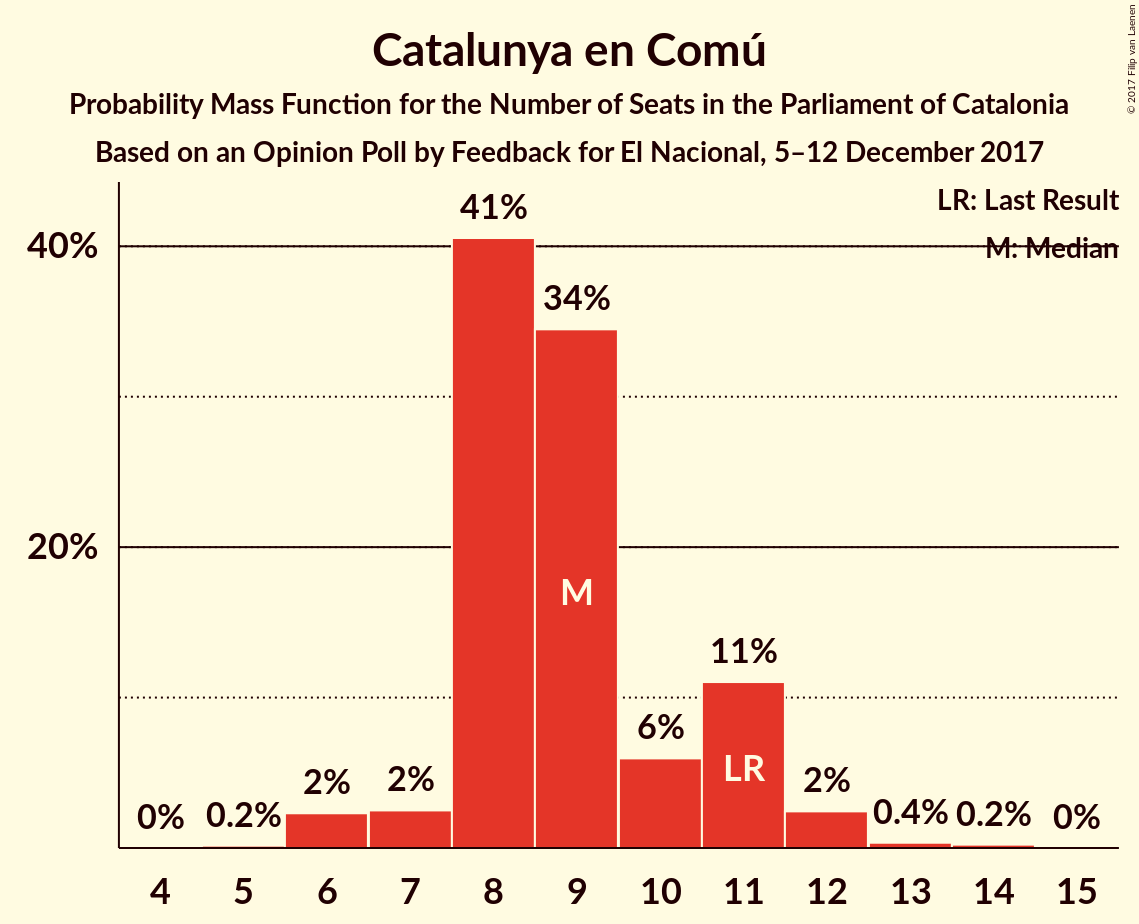 Catalunya en Comú
Probability Mass Function for the Number of Seats in the Parliament of Catalonia
Based on an Opinion Poll by Feedback for El Nacional, 5–12 December 2017
© 2017 Filip van Laenen
LR: Last Result
M: Median
40%
20%
0%
0.2%
2%
2%
41%
34%
6%
11%
2%
0.4%
0.2%
0%
M
LR
4 5 6 7 8 9 10 11 12 13 14 15